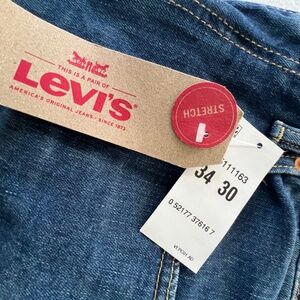 THIS IS A PAIR OF
Levi's
AMERICA'S ORIGINAL JEANS - SINCE 1873
STRETCH
111163
34 30
0 52177 37616 7